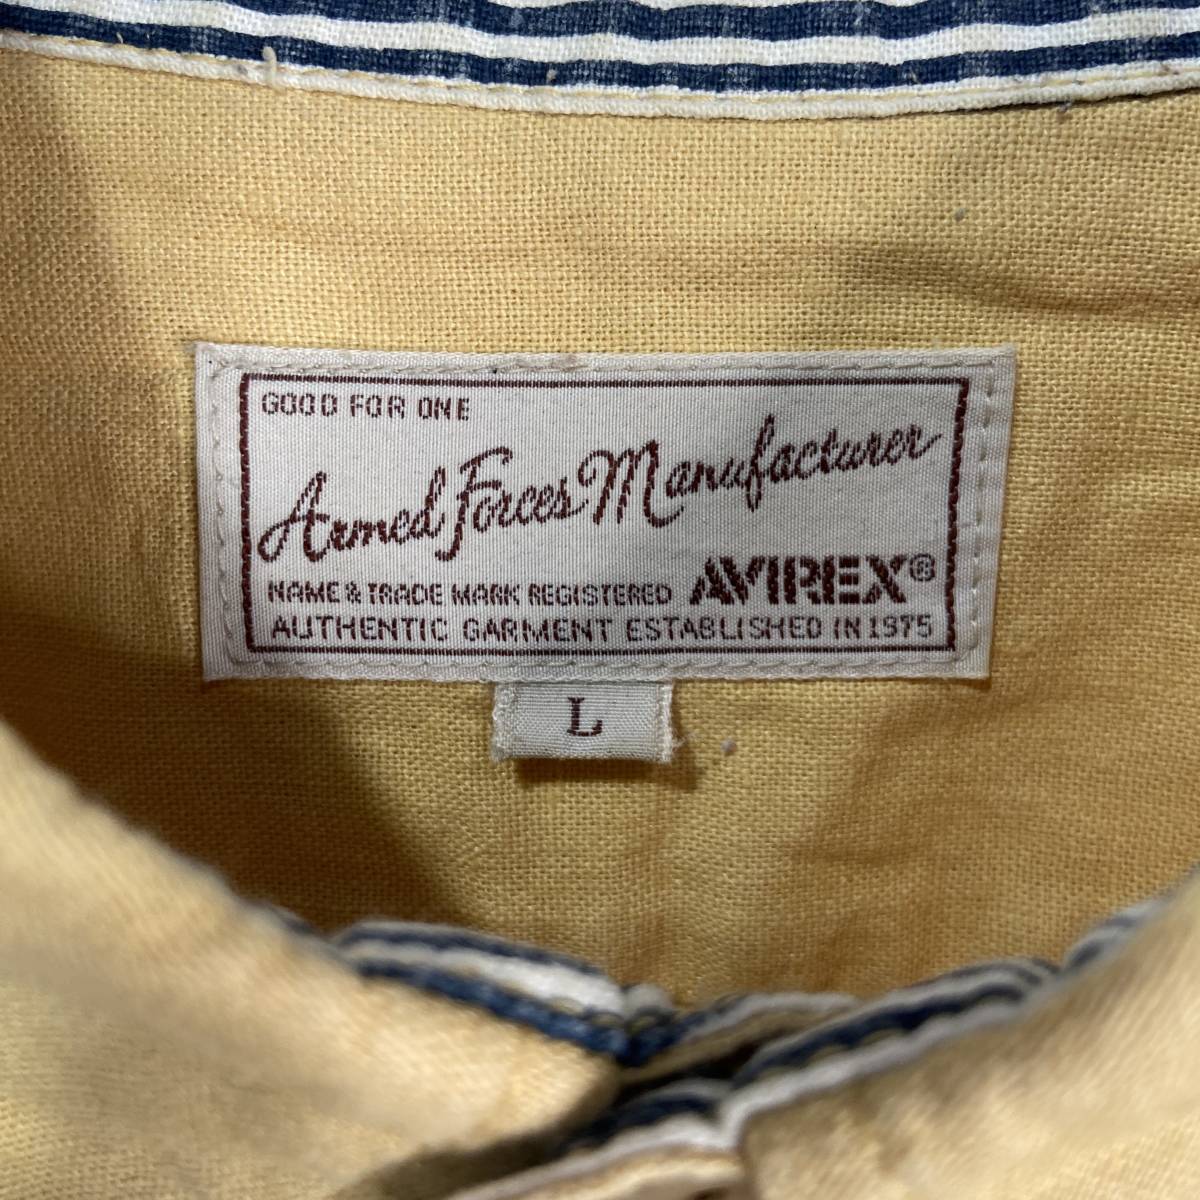 GOOD FOR ONE
Armed Forces Manufacturer
NAME & TRADE MARK REGISTERED AVIREX®
AUTHENTIC GARMENT ESTABLISHED IN 1975
L